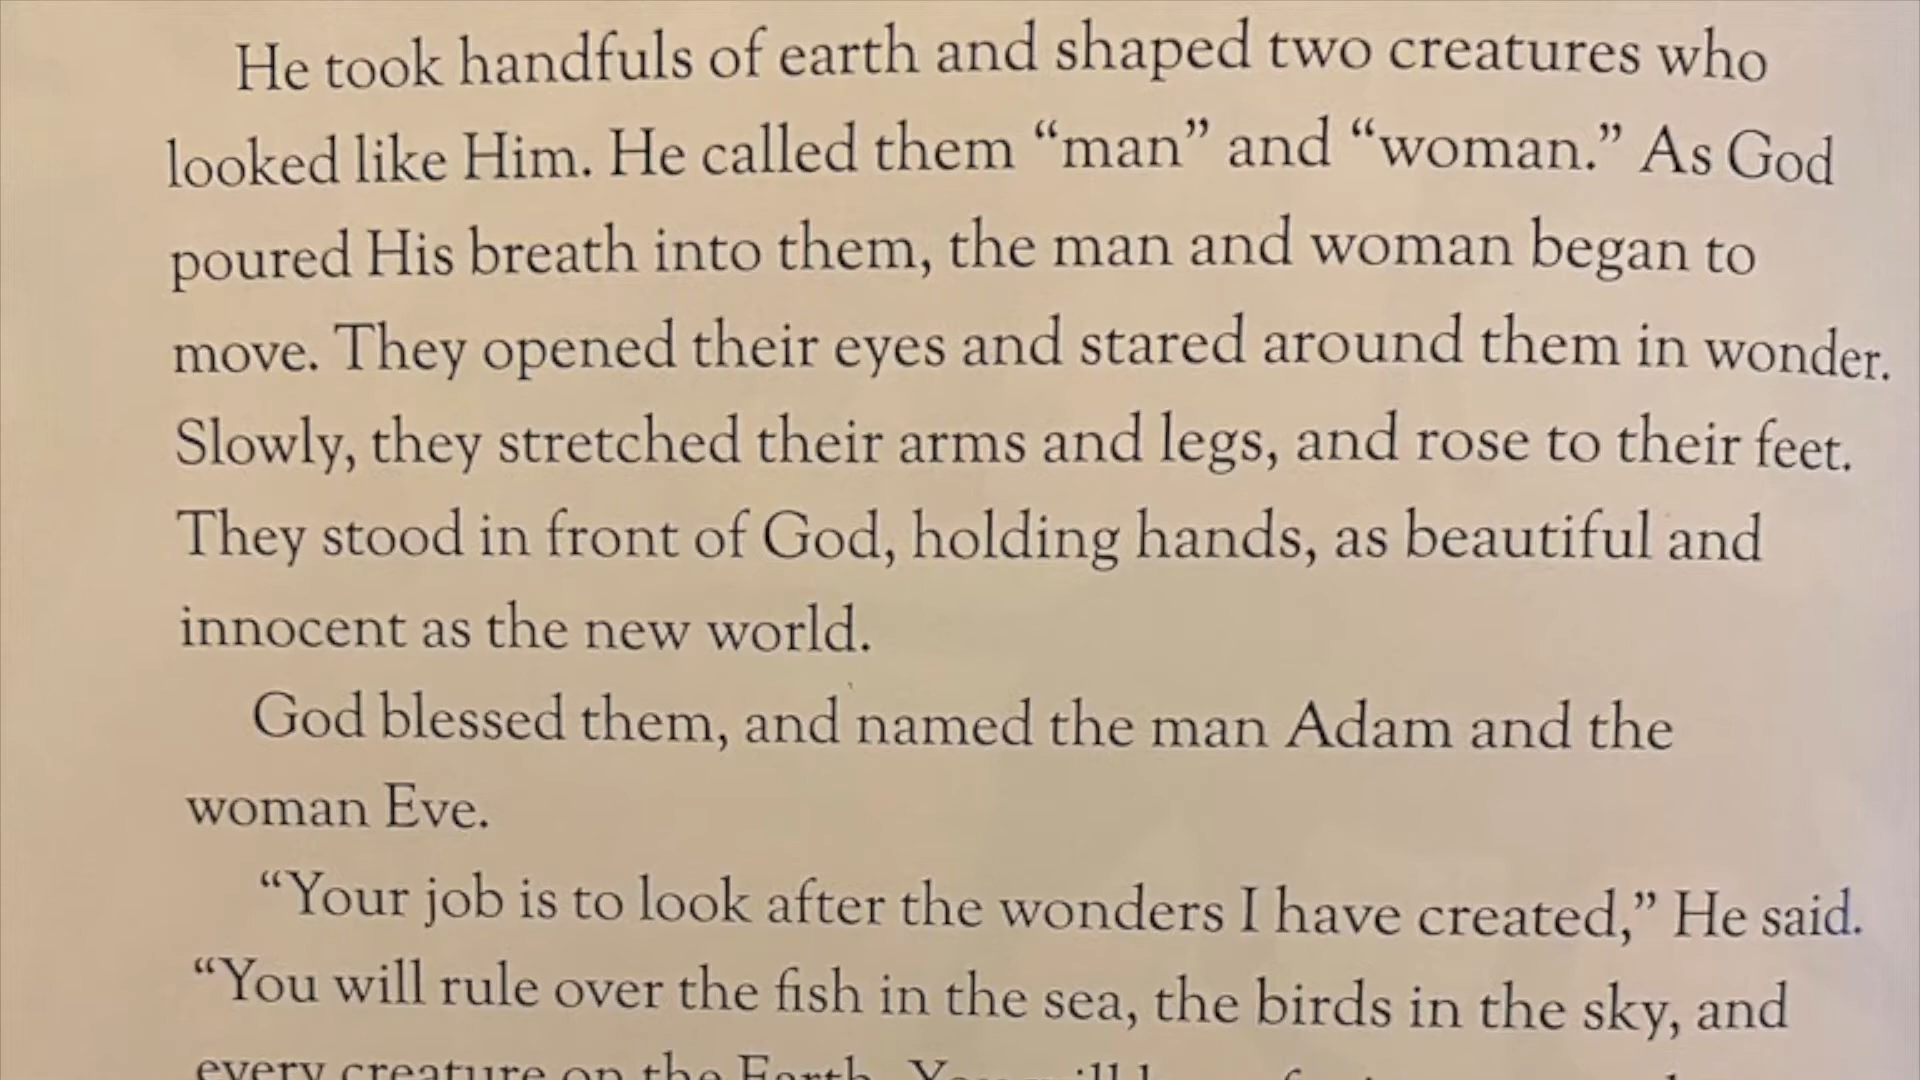 He took handfuls of earth and shaped two creatures who
looked like Him. He called them “man” and “woman.” As God
poured His breath into them, the man and woman began to
move. They opened their eyes and stared around them in wonder.
Slowly, they stretched their arms and legs, and rose to their feet.
They stood in front of God, holding hands, as beautiful and
innocent as the new world.
God blessed them, and named the man Adam and the
woman Eve.
“Your job is to look after the wonders I have created,” He said.
“You will rule over the fish in the sea, the birds in the sky, and
every creature on the Earth.